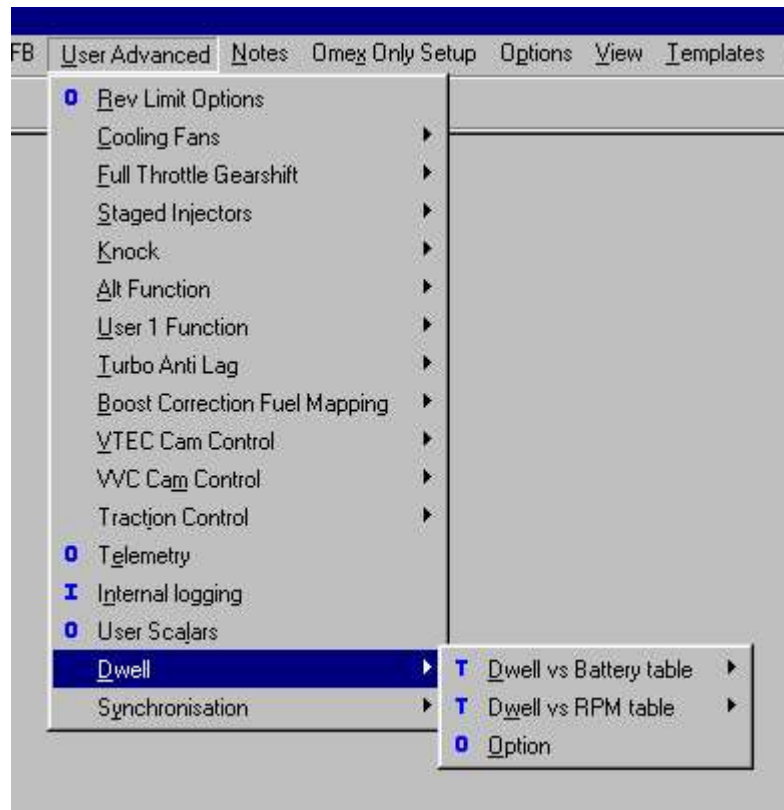 FB User Advanced Notes Omex Only Setup Options View Templates
O Rev Limit Options
Cooling Fans
Full Throttle Gearshift
Staged Injectors
Knock
Alt Function
User 1 Function
Turbo Anti Lag
Boost Correction Fuel Mapping
VTEC Cam Control
VVC Cam Control
Traction Control
O Telemetry
I Internal logging
O User Scalars
Dwell
T Dwell vs Battery table
T Dwell vs RPM table
O Option
Synchronisation